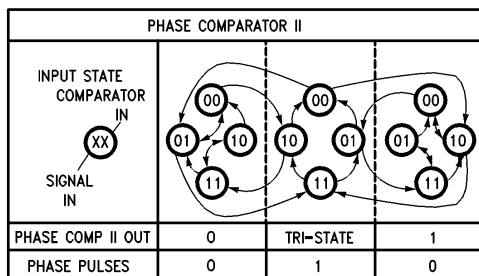 PHASE COMPARATOR II
INPUT STATE
COMPARATOR
IN
XX
SIGNAL
IN
00 00 00
01 10 10 01 01 10
11 11 11
PHASE COMP II OUT 0 TRI-STATE 1
PHASE PULSES 0 1 0